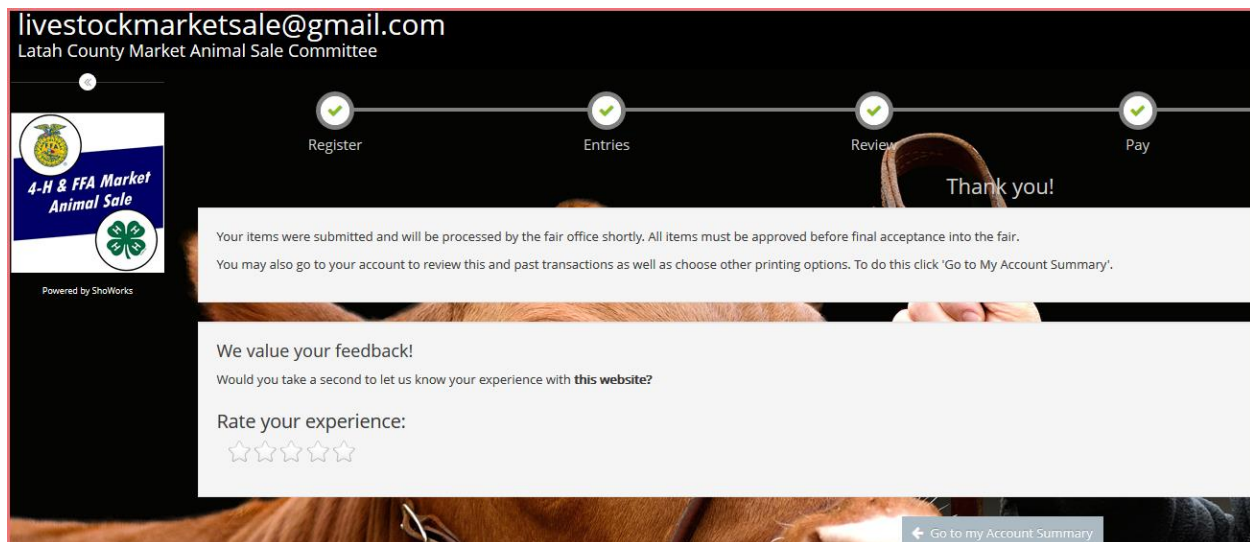 livestockmarketsale@gmail.com
Latah County Market Animal Sale Committee
Register
Entries
Review
Pay
4-H & FFA Market
Animal Sale
Powered by ShoWorks
Thank you!
Your items were submitted and will be processed by the fair office shortly. All items must be approved before final acceptance into the fair.
You may also go to your account to review this and past transactions as well as choose other printing options. To do this click 'Go to My Account Summary'.
We value your feedback!
Would you take a second to let us know your experience with this website?
Rate your experience:
Go to my Account Summary